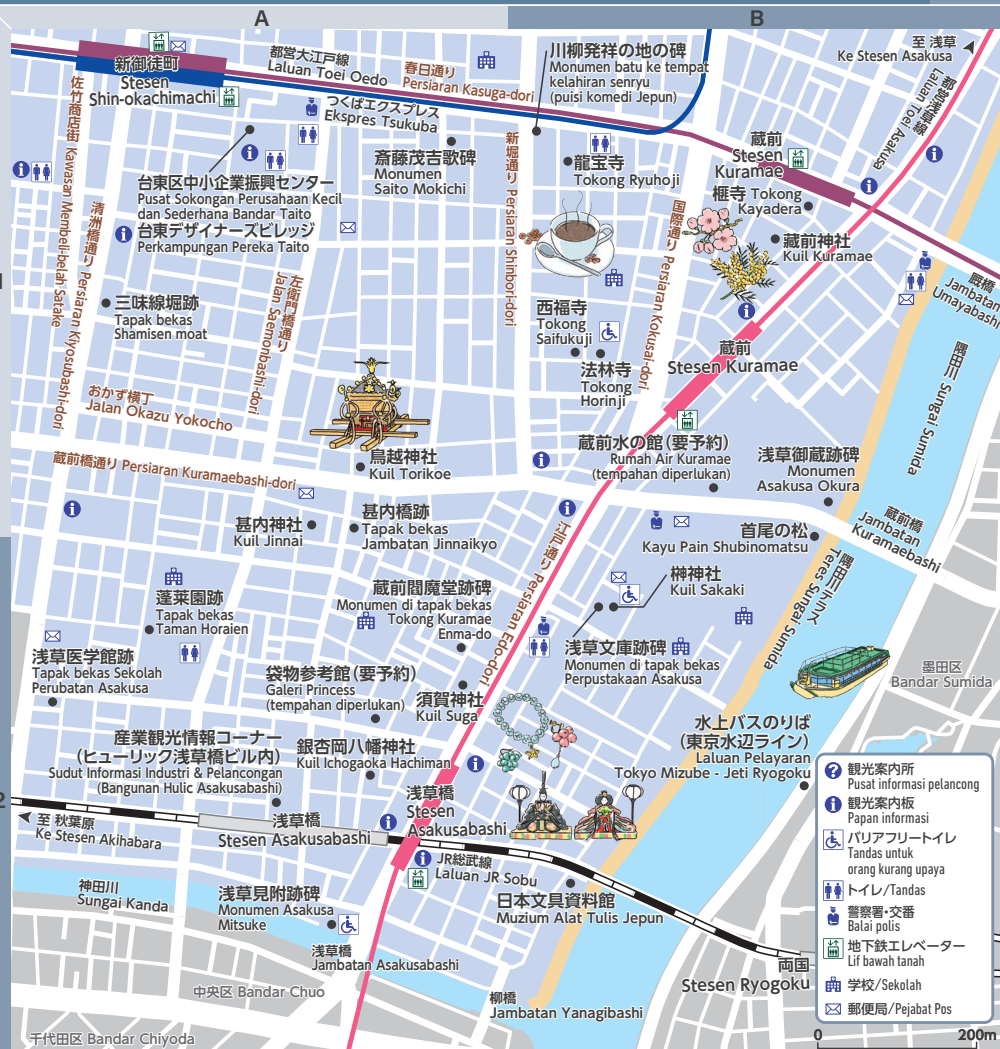 A
B
新御徒町
Stesen
Shin-okachimachi
都営大江戸線
Laluan Toei Oedo
春日通り
Persiaran Kasuga-dori
川柳発祥の地の碑
Monumen batu ke tempat
kelahiran senryu
(puisi komedi Jepun)
至 浅草
Ke Stesen Asakusa
都営浅草線
Laluan Toei Asakusa
つくばエクスプレス
Ekspres Tsukuba
佐竹商店街 Kawasan Membeli-belah Satake
清洲橋通り Persiaran Kiyosubashi-dori
台東区中小企業振興センター
Pusat Sokongan Perusahaan Kecil
dan Sederhana Bandar Taito
台東デザイナーズビレッジ
Perkampungan Pereka Taito
斎藤茂吉歌碑
Monumen
Saito Mokichi
新堀通り Persiaran Shinbori-dori
龍宝寺
Tokong Ryuhoji
国際通り Persiaran Kokusai-dori
蔵前
Stesen
Kuramae
榧寺 Tokong
Kayadera
蔵前神社
Kuil Kuramae
厩橋
Jambatan
Umayabashi
1
三味線堀跡
Tapak bekas
Shamisen moat
左衛門橋通り
Jalan Saemonbashi-dori
西福寺
Tokong
Saifukuji
法林寺
Tokong
Horinji
蔵前
Stesen Kuramae
隅田川 Sungai Sumida
おかず横丁
Jalan Okazu Yokocho
蔵前橋通り Persiaran Kuramaebashi-dori
鳥越神社
Kuil Torikoe
蔵前水の館(要予約)
Rumah Air Kuramae
(tempahan diperlukan)
浅草御蔵跡碑
Monumen
Asakusa Okura
甚内神社
Kuil Jinnai
甚内橋跡
Tapak bekas
Jambatan Jinnaikyo
江戸通り Persiaran Edo-dori
首尾の松
Kayu Pain Shubinomatsu
蔵前橋
Jambatan
Kuramaebashi
隅田川テラス
Teres Sungai Sumida
蓬莱園跡
Tapak bekas
Taman Horaien
蔵前閻魔堂跡碑
Monumen di tapak bekas
Tokong Kuramae
Enma-do
榊神社
Kuil Sakaki
浅草文庫跡碑
Monumen di tapak bekas
Perpustakaan Asakusa
浅草医学館跡
Tapak bekas Sekolah
Perubatan Asakusa
袋物参考館(要予約)
Galeri Princess
(tempahan diperlukan)
須賀神社
Kuil Suga
墨田区
Bandar Sumida
産業観光情報コーナー
(ヒューリック浅草橋ビル内)
Sudut Informasi Industri & Pelancongan
(Bangunan Hulic Asakusabashi)
銀杏岡八幡神社
Kuil Ichogaoka Hachiman
水上バスのりば
(東京水辺ライン)
Laluan Pelayaran
Tokyo Mizube - Jeti Ryogoku
2
至 秋葉原
Ke Stesen Akihabara
浅草橋
Stesen Asakusabashi
浅草橋
Stesen
Asakusabashi
JR総武線
Laluan JR Sobu
神田川
Sungai Kanda
浅草見附跡碑
Monumen Asakusa
Mitsuke
日本文具資料館
Muzium Alat Tulis Jepun
浅草橋
Jambatan Asakusabashi
中央区 Bandar Chuo
柳橋
Jambatan Yanagibashi
両国
Stesen Ryogoku
千代田区 Bandar Chiyoda
観光案内所
Pusat informasi pelancong
観光案内板
Papan informasi
バリアフリートイレ
Tandas untuk
orang kurang upaya
トイレ/Tandas
警察署・交番
Balai polis
地下鉄エレベーター
Lif bawah tanah
学校/Sekolah
郵便局/Pejabat Pos
0 200m